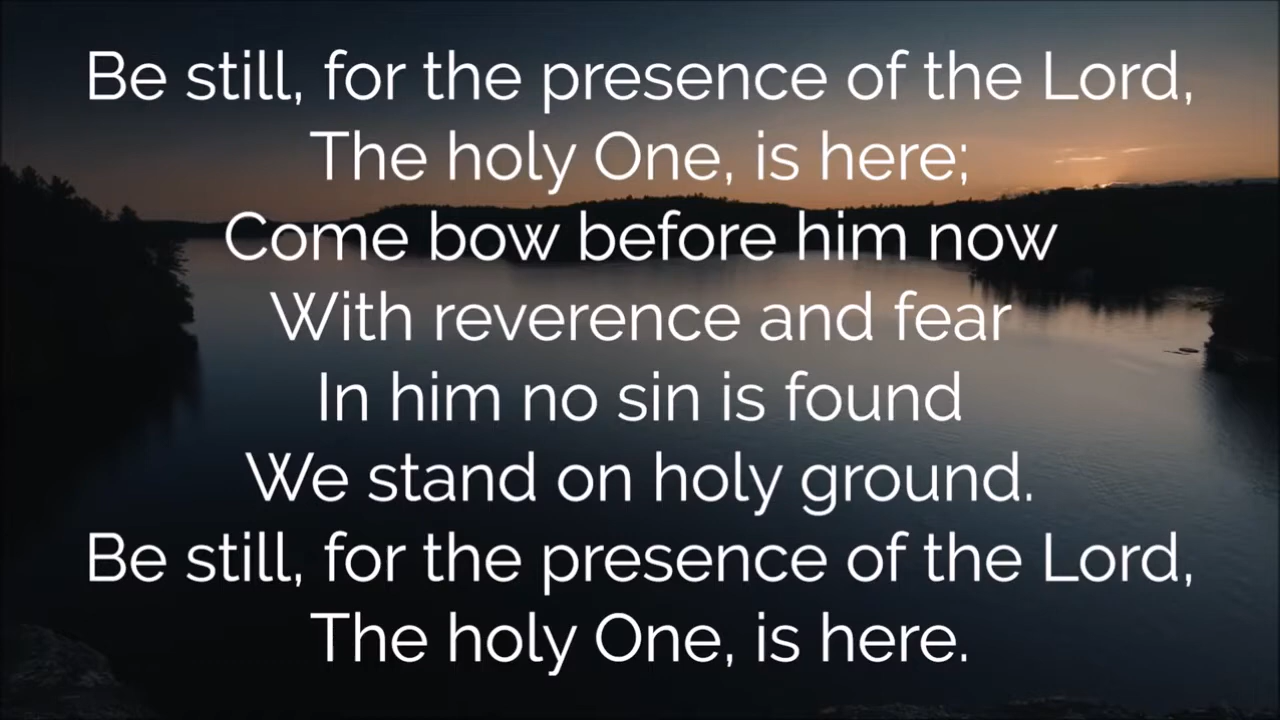 Be still, for the presence of the Lord,
The holy One, is here;
Come bow before him now
With reverence and fear
In him no sin is found
We stand on holy ground.
Be still, for the presence of the Lord,
The holy One, is here.